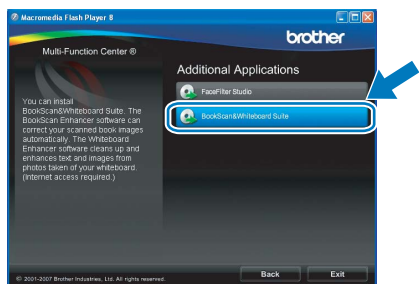 Macromedia Flash Player 8
brother
Multi-Function Center ®
Additional Applications
FaceFilter Studio
BookScan&Whiteboard Suite
You can install
BookScan&Whiteboard Suite. The
BookScan Enhancer software can
correct your scanned book images
automatically. The Whiteboard
Enhancer software cleans up and
enhances text and images from
photos taken of your whiteboard.
(Internet access required.)
© 2001-2007 Brother Industries, Ltd. All rights reserved.
Back
Exit